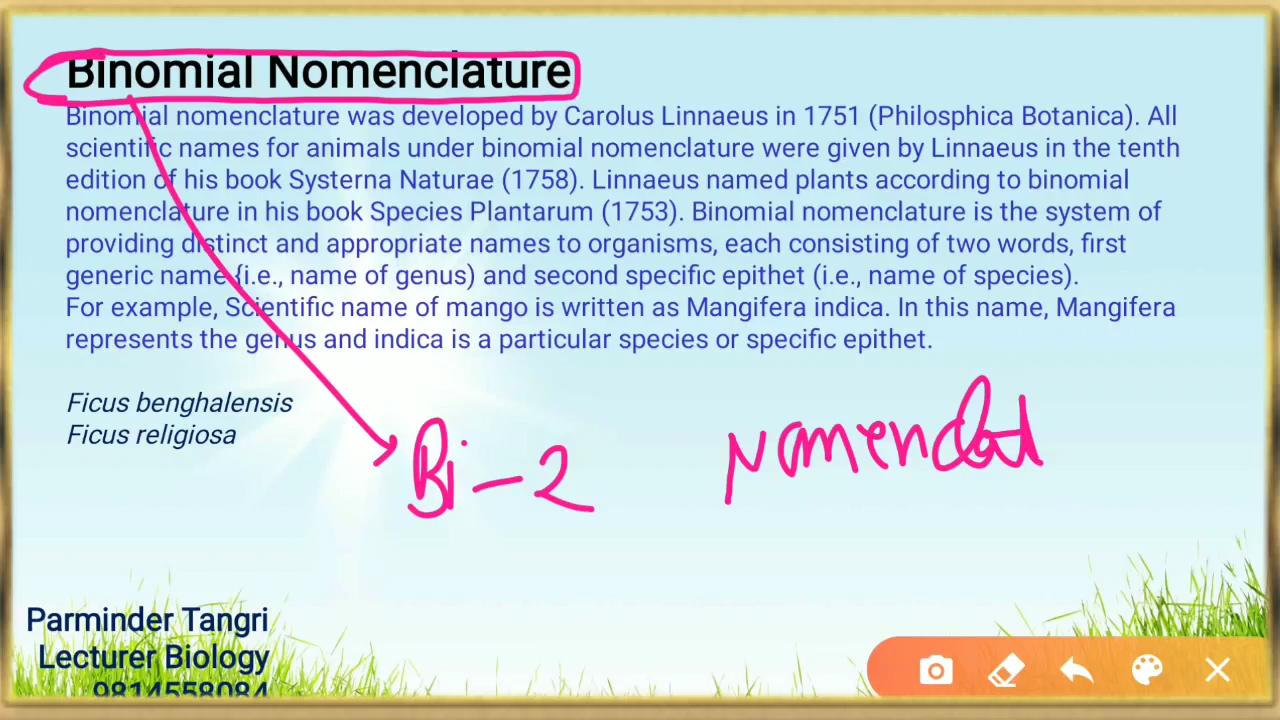 Binomial Nomenclature
Binomial nomenclature was developed by Carolus Linnaeus in 1751 (Philosphica Botanica). All
scientific names for animals under binomial nomenclature were given by Linnaeus in the tenth
edition of his book Systerna Naturae (1758). Linnaeus named plants according to binomial
nomenclature in his book Species Plantarum (1753). Binomial nomenclature is the system of
providing distinct and appropriate names to organisms, each consisting of two words, first
generic name {i.e., name of genus) and second specific epithet (i.e., name of species).
For example, Scientific name of mango is written as Mangifera indica. In this name, Mangifera
represents the genus and indica is a particular species or specific epithet.
Ficus benghalensis
Ficus religiosa
Bi - 2 Nomenclat
Parminder Tangri
Lecturer Biology
9814558084